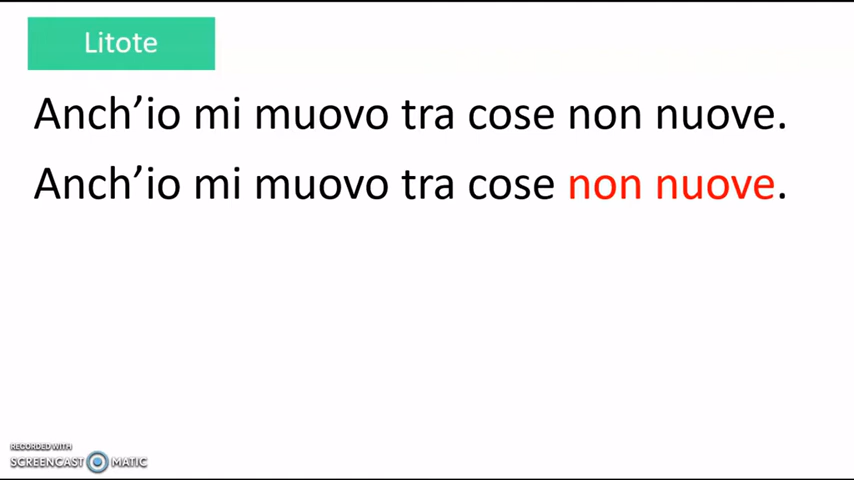 Litote
Anch’io mi muovo tra cose non nuove.
Anch’io mi muovo tra cose non nuove.
RECORDED WITH
SCREENCAST MATIC